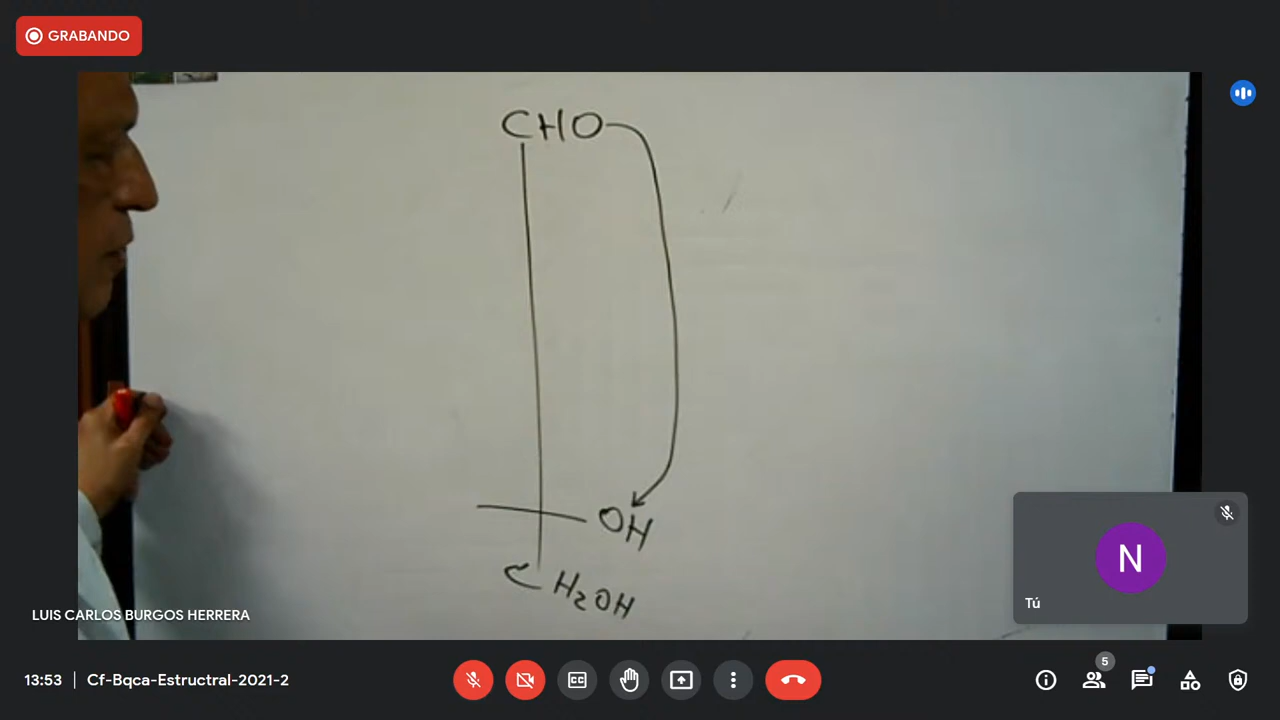 GRABANDO
CHO
OH
CH₂OH
LUIS CARLOS BURGOS HERRERA
N
Tú
13:53 | Cf-Bqca-Estructral-2021-2
5